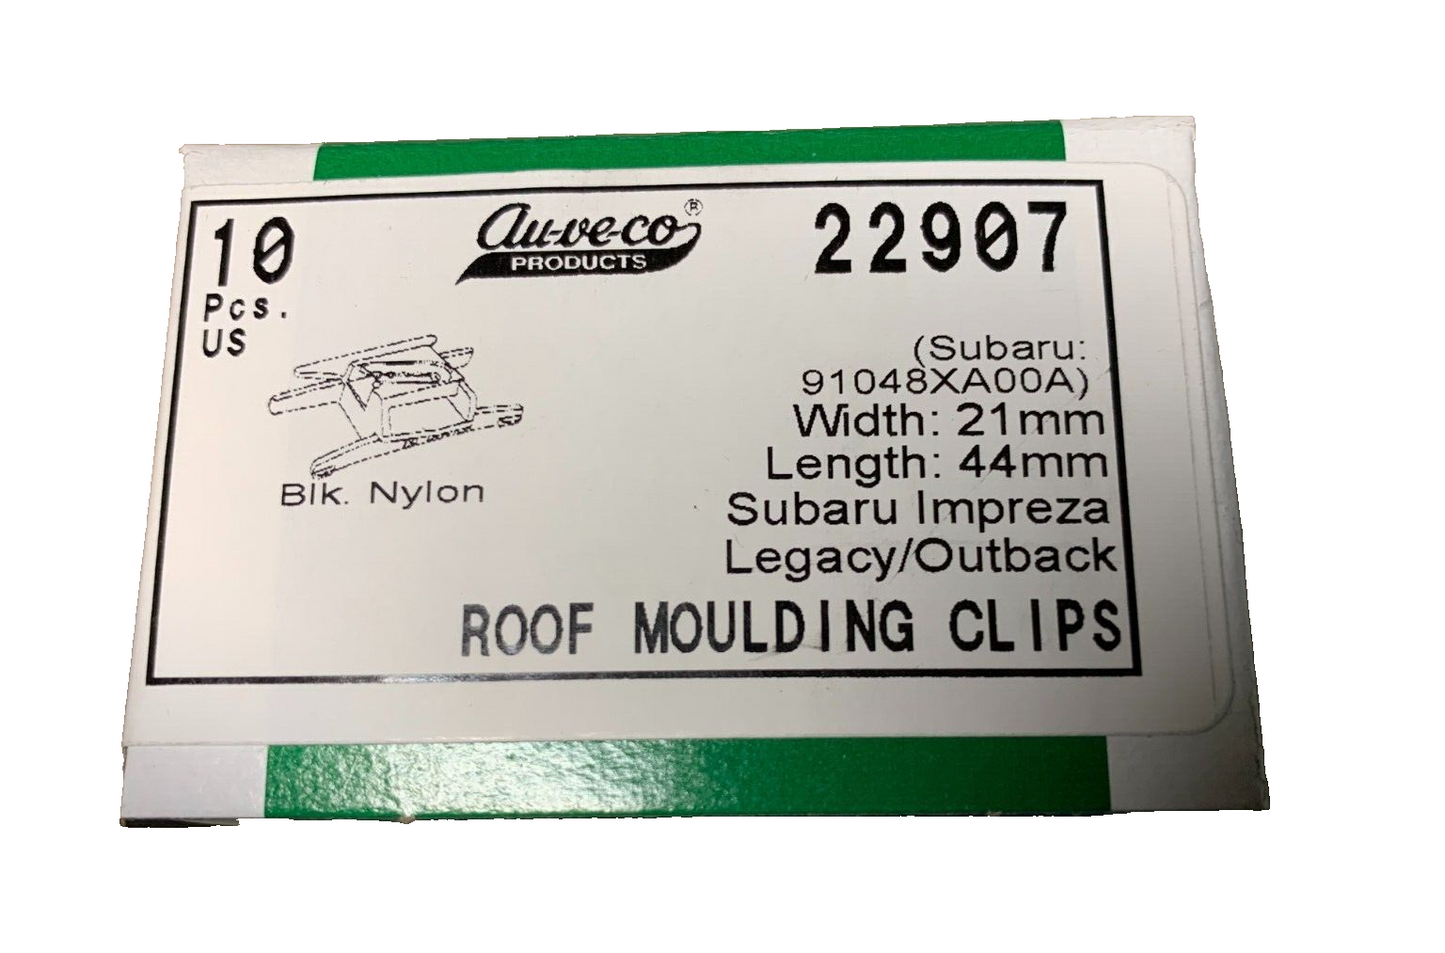 10
Pcs.
US
au-ve-co®
PRODUCTS
22907
(Subaru:
91048XA00A)
Width: 21mm
Length: 44mm
Subaru Impreza
Legacy/Outback
Blk. Nylon
ROOF MOULDING CLIPS